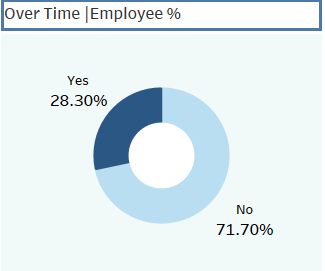 Over Time |Employee %
Yes
28.30%
No
71.70%